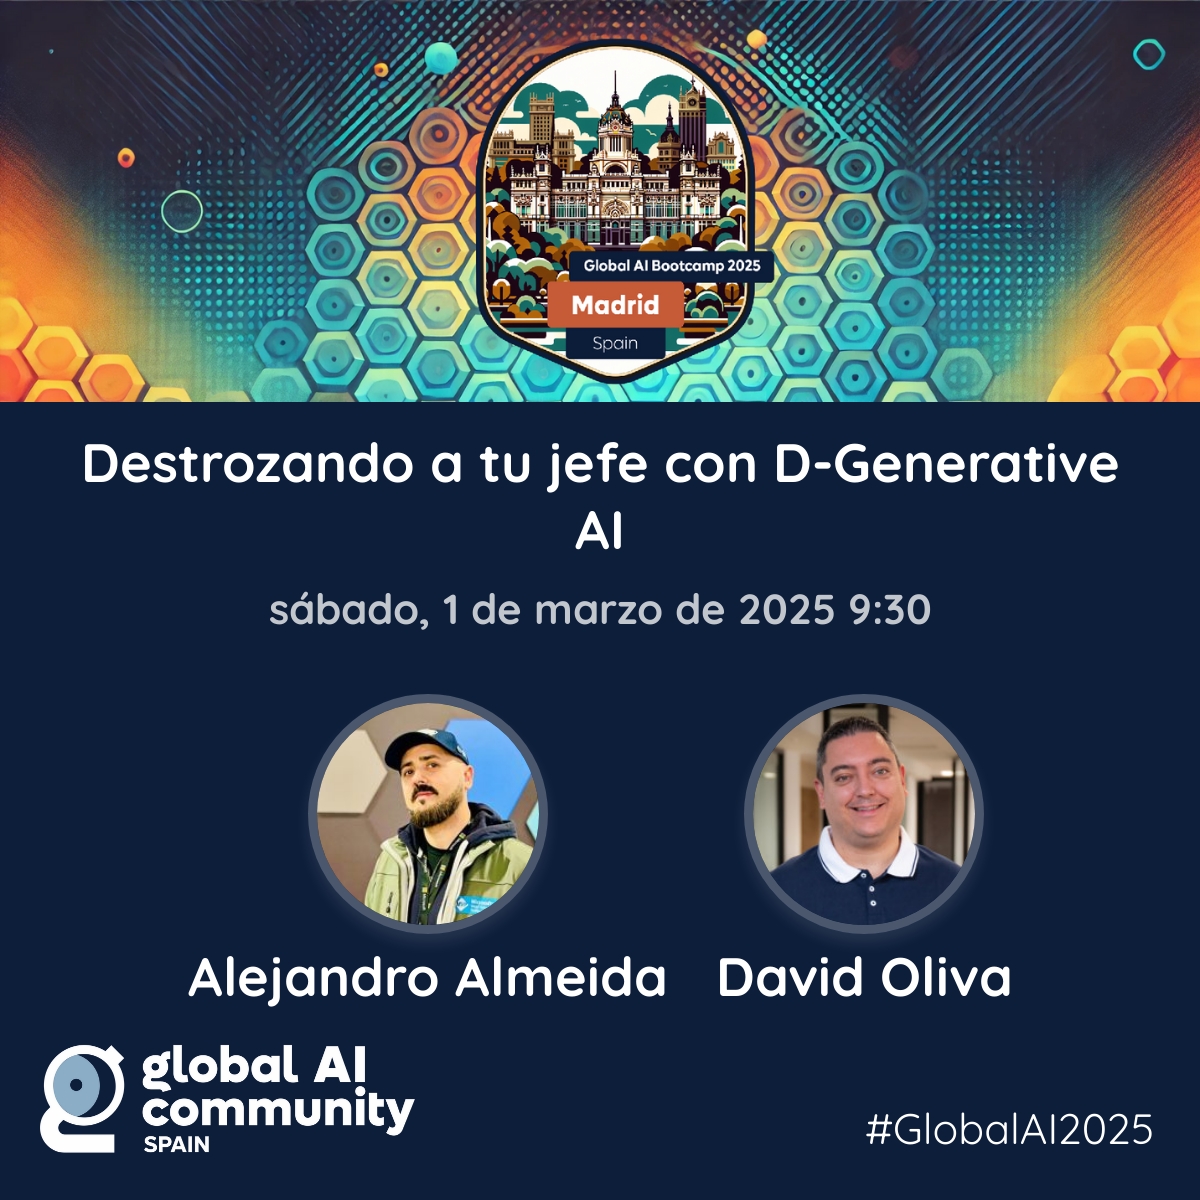 Global AI Bootcamp 2025
Madrid
Spain
Destrozando a tu jefe con D-Generative
AI
sábado, 1 de marzo de 2025 9:30
Alejandro Almeida
David Oliva
global AI
community
SPAIN
#GlobalAI2025